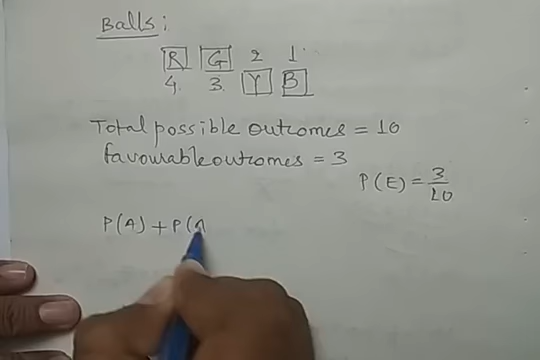 Balls:
R G 2 1
4 3 Y B
Total possible outcomes = 10
favourable outcomes = 3
P(E) = 3/10
P(A) + P(A